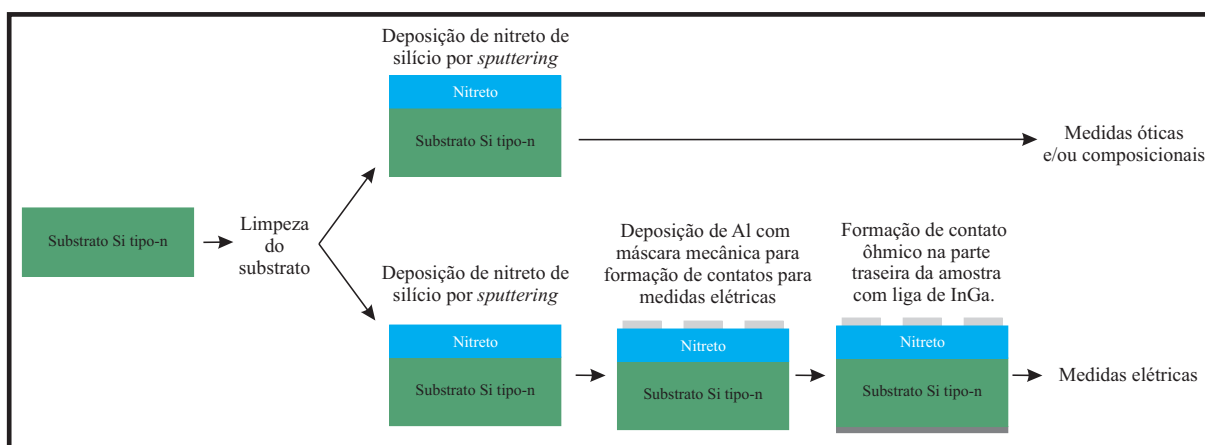 Deposição de nitreto de
silício por sputtering
Nitreto
Substrato Si tipo-n
Medidas óticas
e/ou composicionais
Substrato Si tipo-n
Limpeza
do
substrato
Deposição de nitreto de
silício por sputtering
Nitreto
Substrato Si tipo-n
Deposição de Al com
máscara mecânica para
formação de contatos para
medidas elétricas
Nitreto
Substrato Si tipo-n
Formação de contato
ôhmico na parte
traseira da amostra
com liga de InGa.
Nitreto
Substrato Si tipo-n
Medidas elétricas